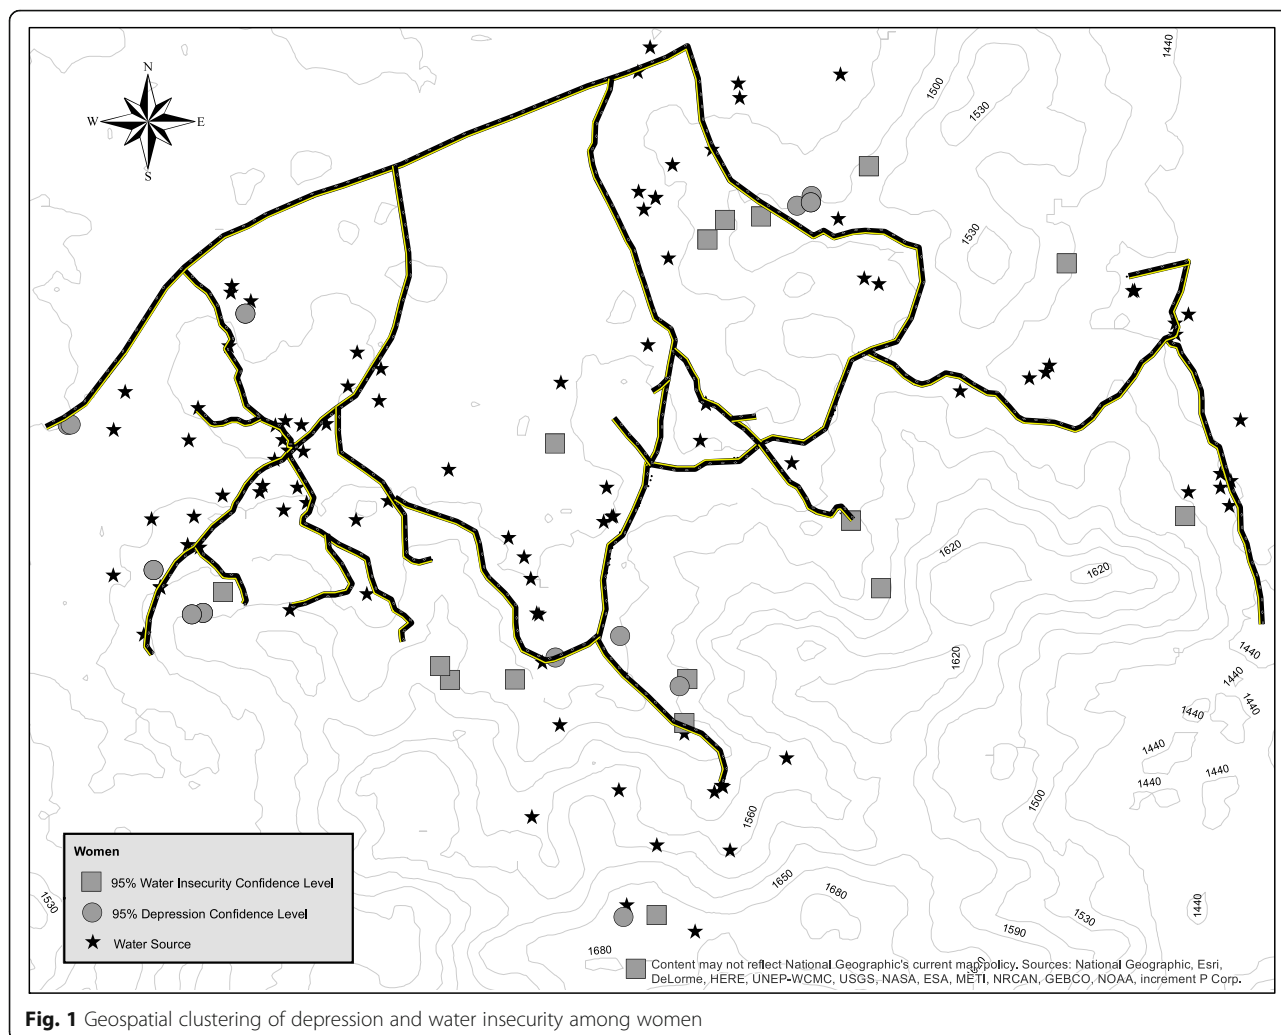 1440
1500
1530
N
W E
S
1530
1620
1620
1620
1440
1440
1440
1440
1440
1440
1440
1500
1560
1650
1680
1530
1590
1440
1680
1530
Women
95% Water Insecurity Confidence Level
95% Depression Confidence Level
Water Source
Content may not reflect National Geographic's current map policy. Sources: National Geographic, Esri,
DeLorme, HERE, UNEP-WCMC, USGS, NASA, ESA, METI, NRCAN, GEBCO, NOAA, increment P Corp.
Fig. 1 Geospatial clustering of depression and water insecurity among women